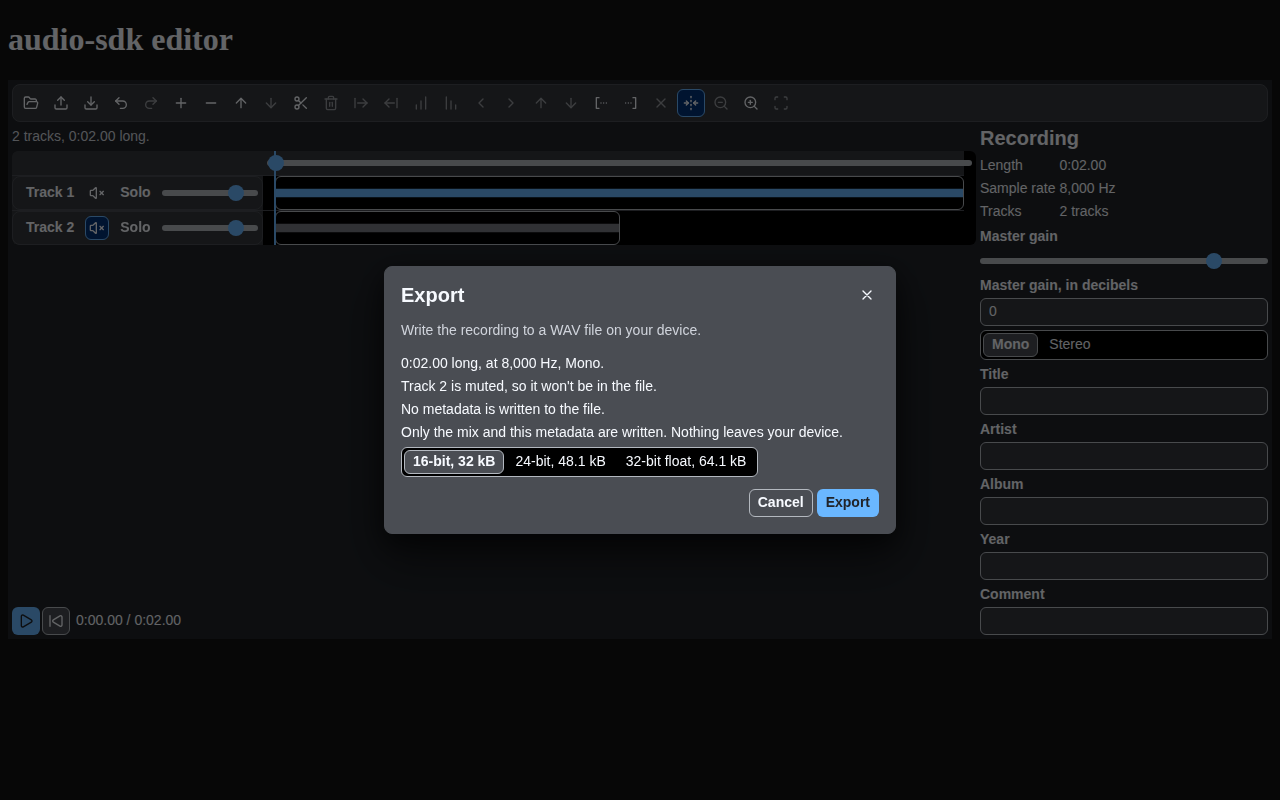 audio-sdk editor
2 tracks, 0:02.00 long.
Track 1 Solo
Track 2 Solo
0:00.00 / 0:02.00
Recording
Length 0:02.00
Sample rate 8,000 Hz
Tracks 2 tracks
Master gain
Master gain, in decibels
0
Mono Stereo
Title
Artist
Album
Year
Comment
Export
Write the recording to a WAV file on your device.
0:02.00 long, at 8,000 Hz, Mono.
Track 2 is muted, so it won't be in the file.
No metadata is written to the file.
Only the mix and this metadata are written. Nothing leaves your device.
16-bit, 32 kB 24-bit, 48.1 kB 32-bit float, 64.1 kB
Cancel Export